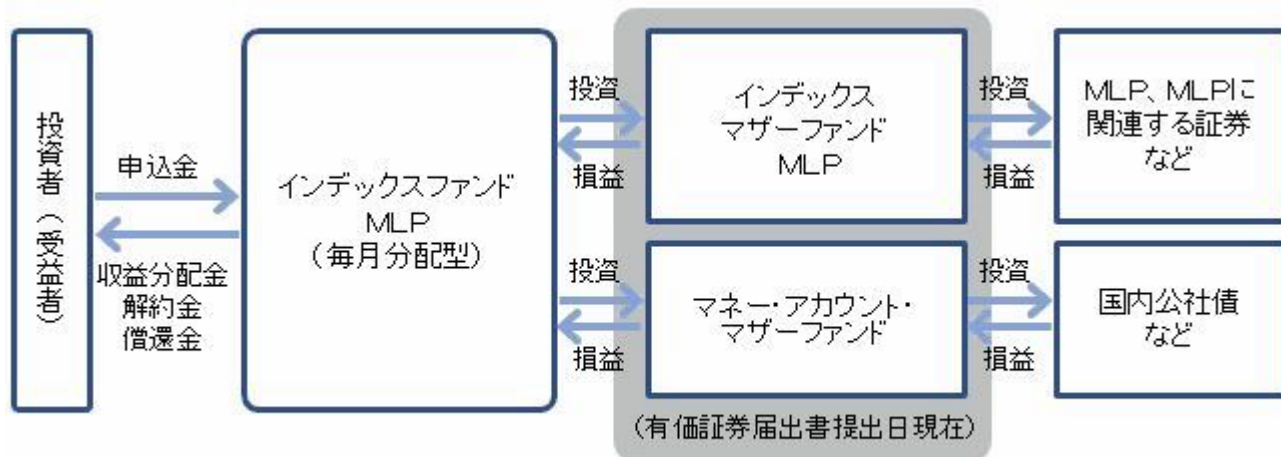 投資者(受益者)
申込金
収益分配金
解約金
償還金
インデックスファンド
MLP
(毎月分配型)
投資
損益
投資
損益
インデックス
マザーファンド
MLP
マネー・アカウント・
マザーファンド
(有価証券届出書提出日現在)
投資
損益
投資
損益
MLP、MLPに
関連する証券
など
国内公社債
など